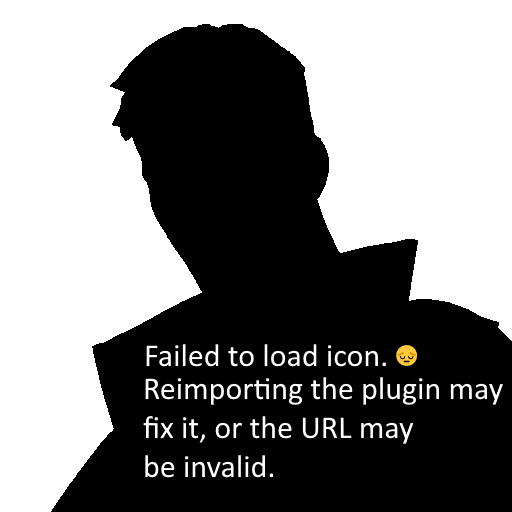 Failed to load icon. 😔
Reimporting the plugin may
fix it, or the URL may
be invalid.